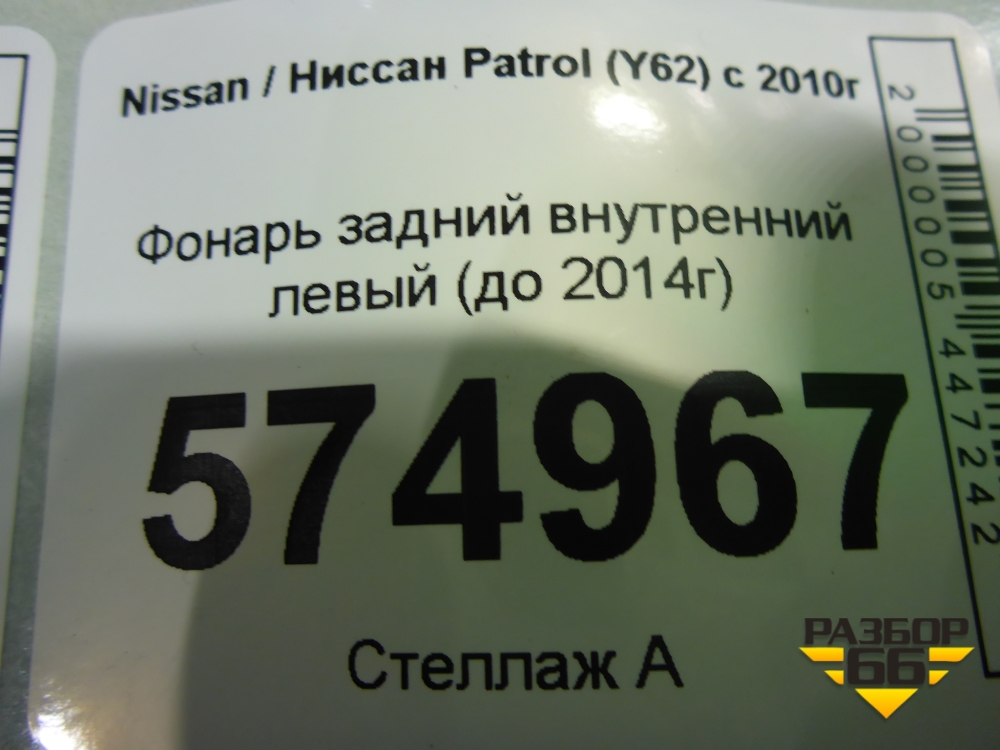 Nissan / Ниссан Patrol (Y62) с 2010г
Фонарь задний внутренний
левый (до 2014г)
574967
Стеллаж А
2000005447242
РАЗБОР
66